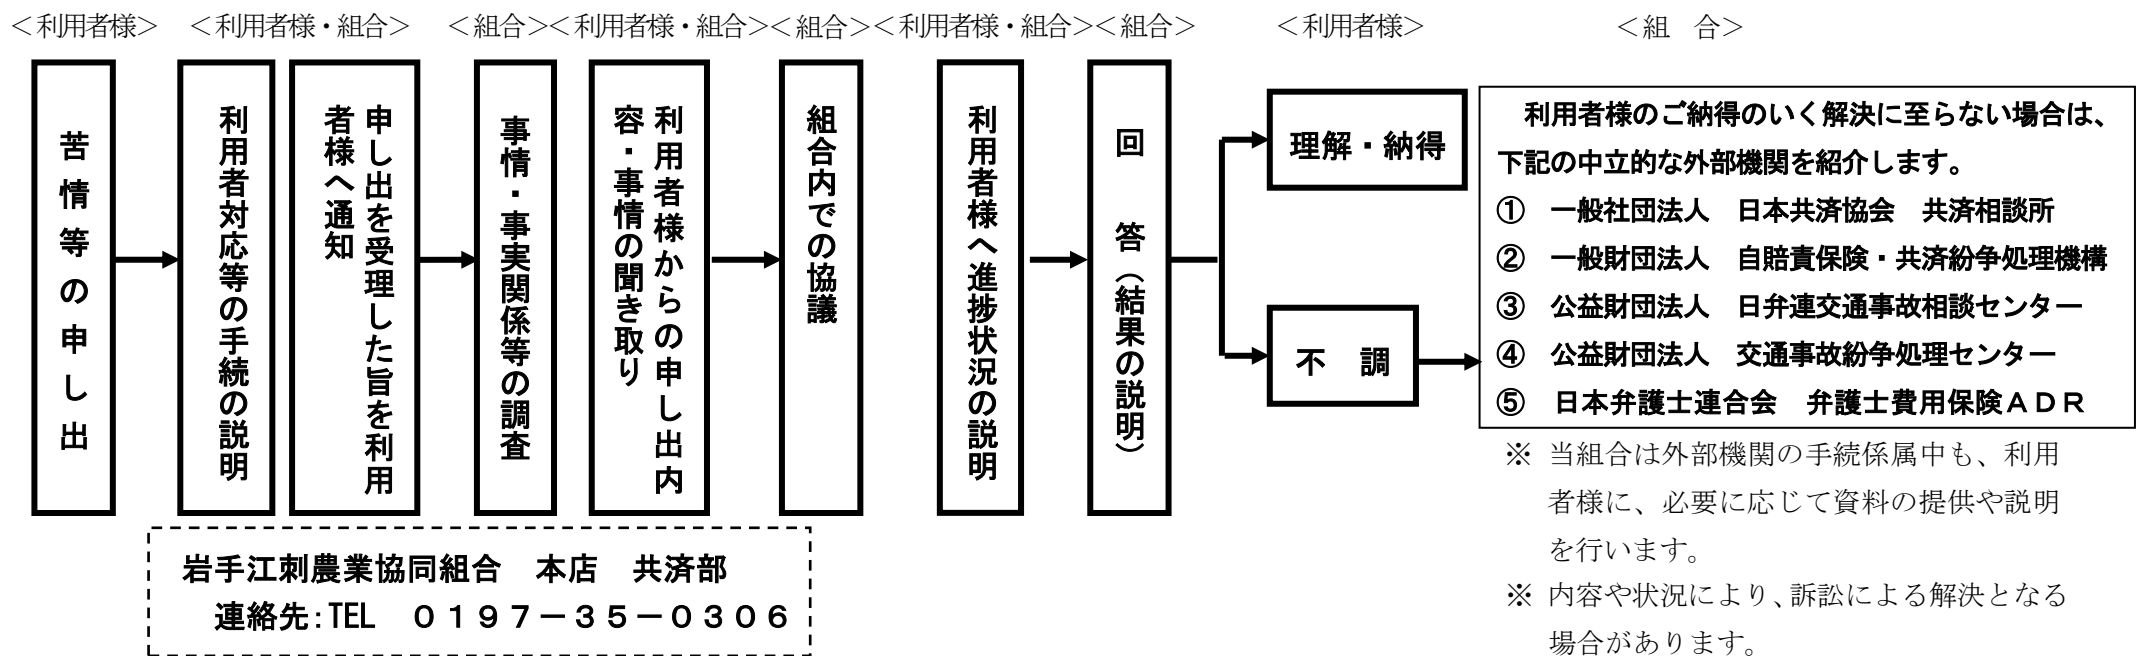 ＜利用者様＞ ＜利用者様・組合＞ ＜組合＞＜利用者様・組合＞＜組合＞＜利用者様・組合＞＜組合＞ ＜利用者様＞ ＜組　合＞
苦情等の申し出
利用者対応等の手続の説明
申し出を受理した旨を利用
者様へ通知
事情・事実関係等の調査
利用者様からの申し出内
容・事情の聞き取り
組合内での協議
利用者様へ進捗状況の説明
回　答（結果の説明）
理解・納得
不　調
利用者様のご納得のいく解決に至らない場合は、
下記の中立的な外部機関を紹介します。
①　一般社団法人　日本共済協会　共済相談所
②　一般財団法人　自賠責保険・共済紛争処理機構
③　公益財団法人　日弁連交通事故相談センター
④　公益財団法人　交通事故紛争処理センター
⑤　日本弁護士連合会　弁護士費用保険ＡＤＲ
※ 当組合は外部機関の手続係属中も、利用
者様に、必要に応じて資料の提供や説明
を行います。
※ 内容や状況により、訴訟による解決となる
場合があります。
岩手江刺農業協同組合　本店　共済部
連絡先：TEL　０１９７－３５－０３０６